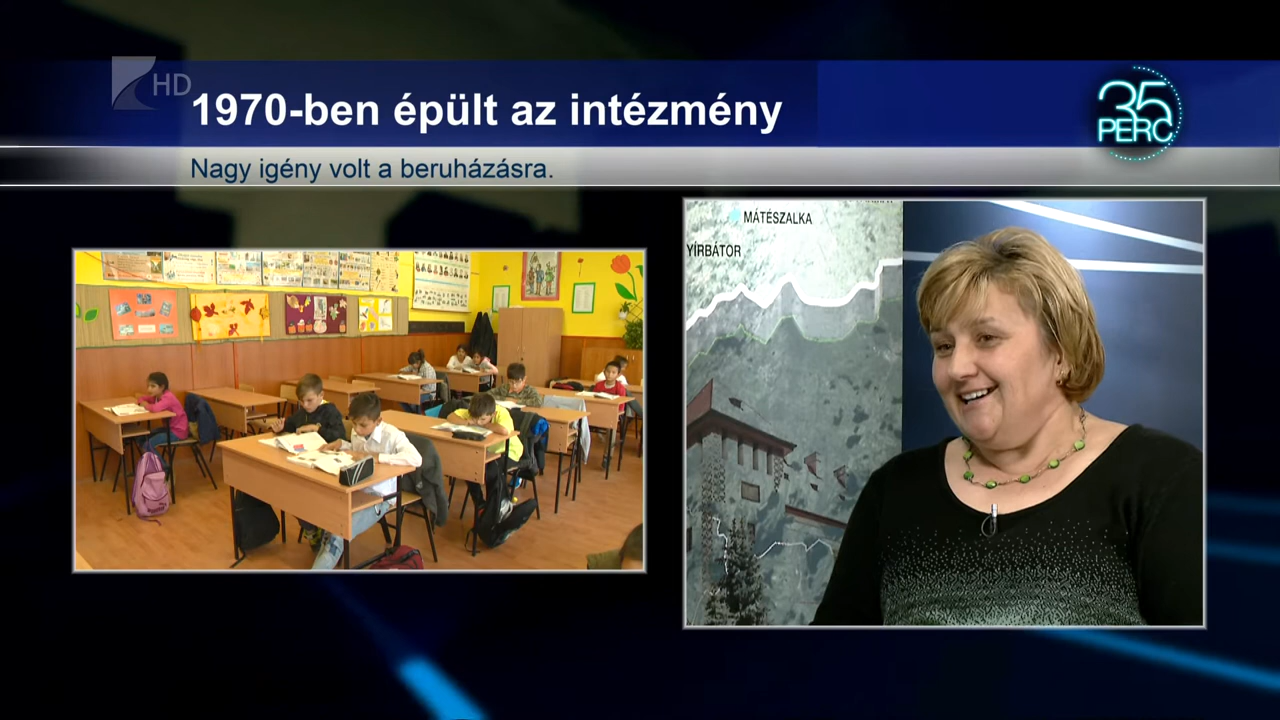 HD
1970-ben épült az intézmény
35
PERC
Nagy igény volt a beruházásra.
MÁTÉSZALKA
YÍRBÁTOR